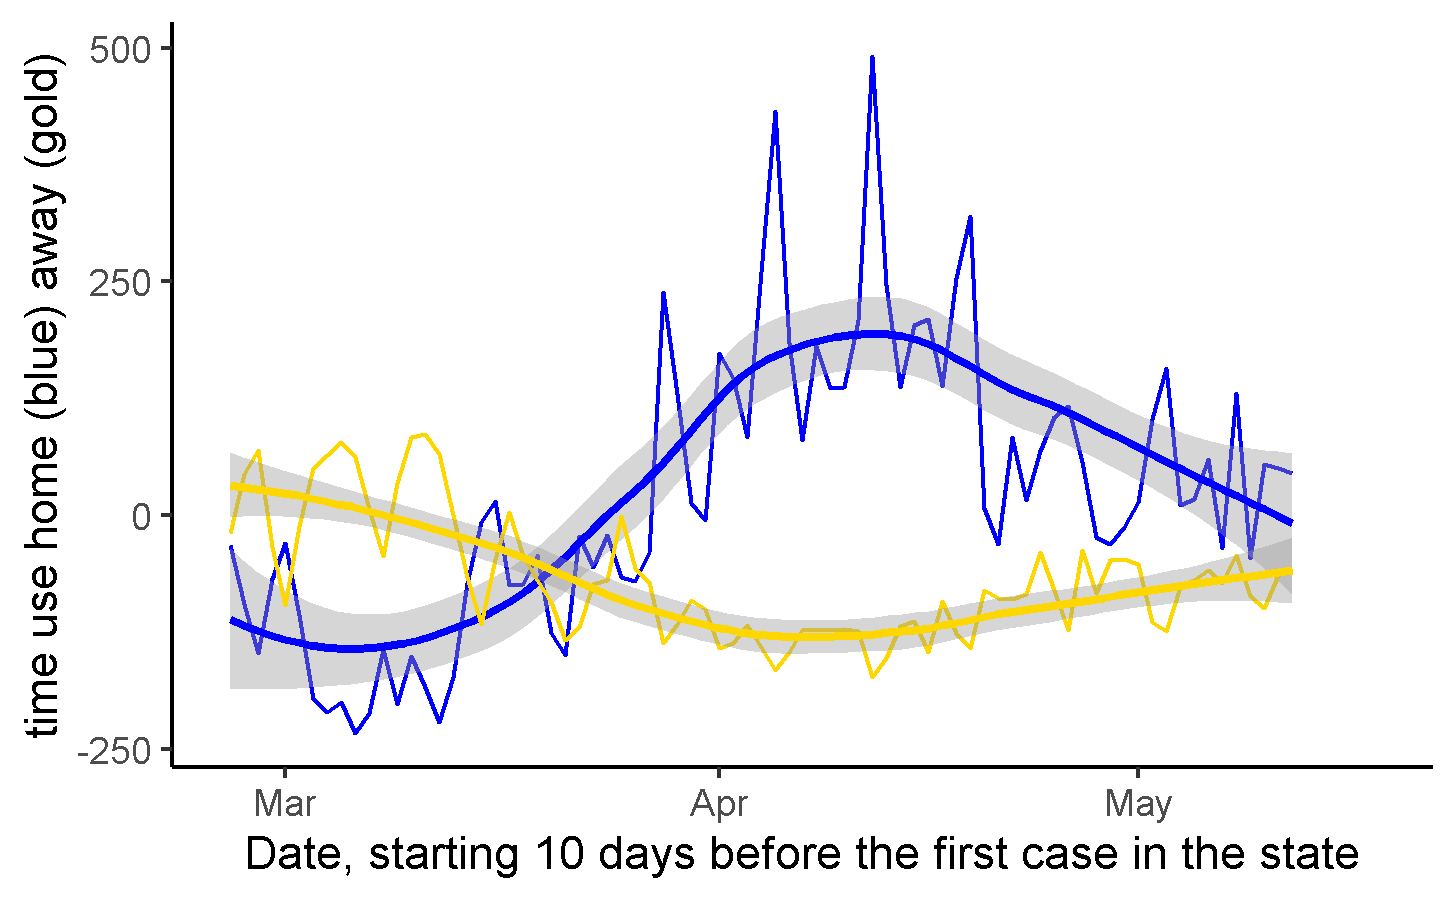 time use home (blue) away (gold)
500
250
0
-250
Mar Apr May
Date, starting 10 days before the first case in the state